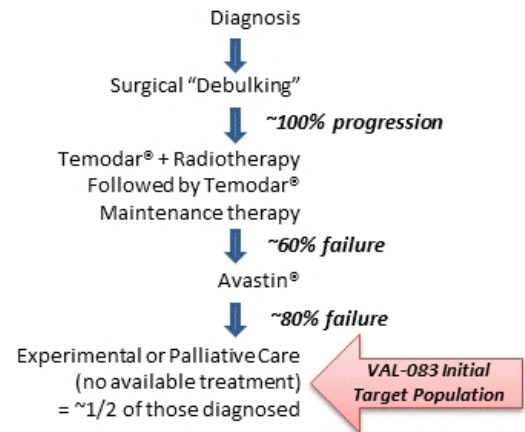 Diagnosis
Surgical “Debulking”
~100% progression
Temodar® + Radiotherapy
Followed by Temodar®
Maintenance therapy
~60% failure
Avastin®
~80% failure
Experimental or Palliative Care
(no available treatment)
= ~1/2 of those diagnosed
VAL-083 Initial
Target Population